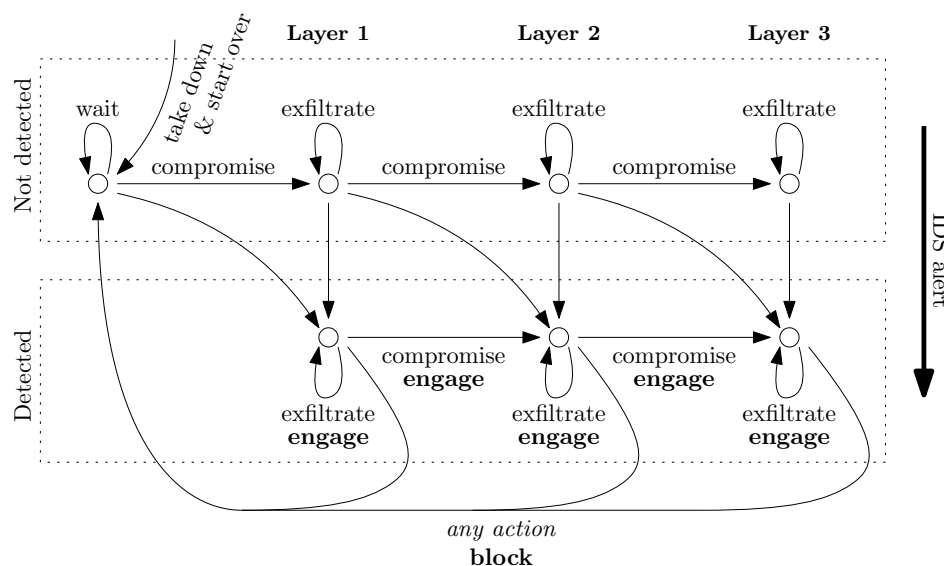 Layer 1 Layer 2 Layer 3
take down
& start over
wait exfiltrate exfiltrate exfiltrate
Not detected
compromise compromise compromise
IDS alert
Detected
compromise compromise
engage engage
exfiltrate exfiltrate exfiltrate
engage engage engage
any action
block